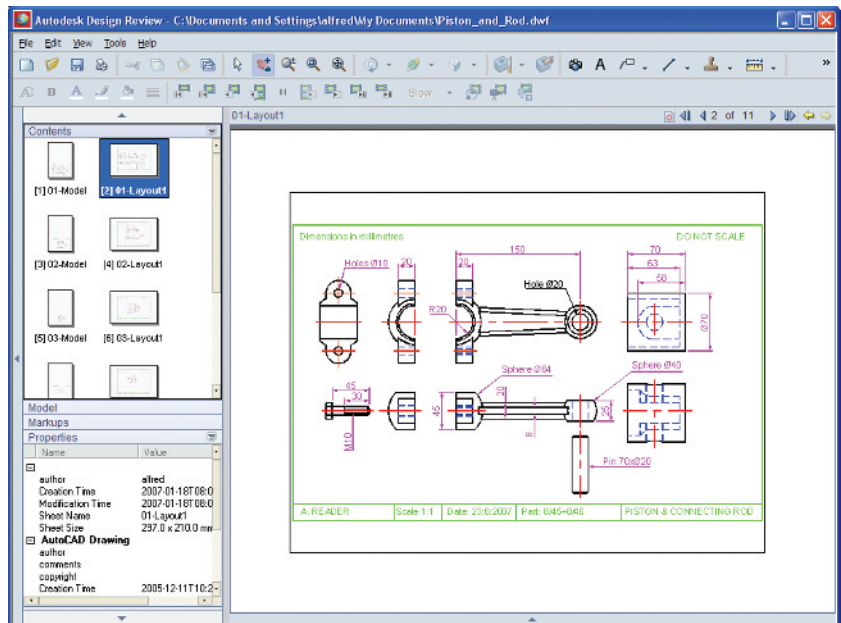 Autodesk Design Review - C:\Documents and Settings\alfred\My Documents\Piston_and_Rod.dwf
File Edit View Tools Help
Slow
Contents
01-Layout1
2 of 11
[1] 01-Model [2] 01-Layout1
[3] 02-Model [4] 02-Layout1
[5] 03-Model [6] 03-Layout1
Model
Markups
Properties
Name Value
author alfred
Creation Time 2007-01-18T08:0
Modification Time 2007-01-18T08:0
Sheet Name 01-Layout1
Sheet Size 297.0 x 210.0 mm
AutoCAD Drawing
author
comments
copyright
Creation Time 2005-12-11T10:2
Dimensions in millimetres
DO NOT SCALE
150
70
Holes Ø10
20
20
63
Hole Ø20
58
R20
Ø70
Sphere Ø64
Sphere Ø40
45
30
20
45
25
M10
Pin 70xØ20
A. READER
Scale 1:1
Date: 23:6:2007
PISTON & CONNECTING ROD